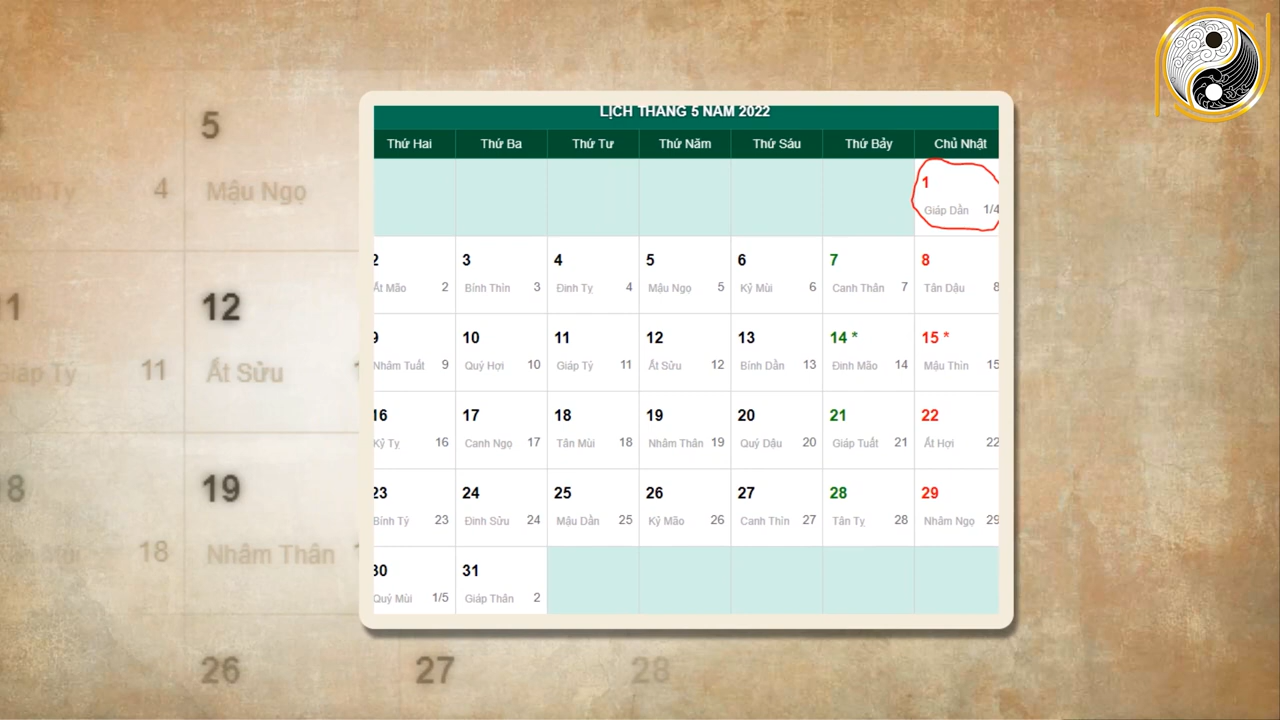 LỊCH THÁNG 5 NĂM 2022
Thứ Hai Thứ Ba Thứ Tư Thứ Năm Thứ Sáu Thứ Bảy Chủ Nhật
1
Giáp Dần 1/4
2 3 4 5 6 7 8
Ất Mão 2 Bính Thìn 3 Đinh Tỵ 4 Mậu Ngọ 5 Kỷ Mùi 6 Canh Thân 7 Tân Dậu 8
9 10 11 12 13 14 * 15 *
Nhâm Tuất 9 Quý Hợi 10 Giáp Tý 11 Ất Sửu 12 Bính Dần 13 Đinh Mão 14 Mậu Thìn 15
16 17 18 19 20 21 22
Kỷ Tỵ 16 Canh Ngọ 17 Tân Mùi 18 Nhâm Thân 19 Quý Dậu 20 Giáp Tuất 21 Ất Hợi 22
23 24 25 26 27 28 29
Bính Tý 23 Đinh Sửu 24 Mậu Dần 25 Kỷ Mão 26 Canh Thìn 27 Tân Tỵ 28 Nhâm Ngọ 29
30 31
Quý Mùi 1/5 Giáp Thân 2
5
4 Mậu Ngọ
11 12
Giáp Tý 11 Ất Sửu
19
18 Nhâm Thân
26 27 28